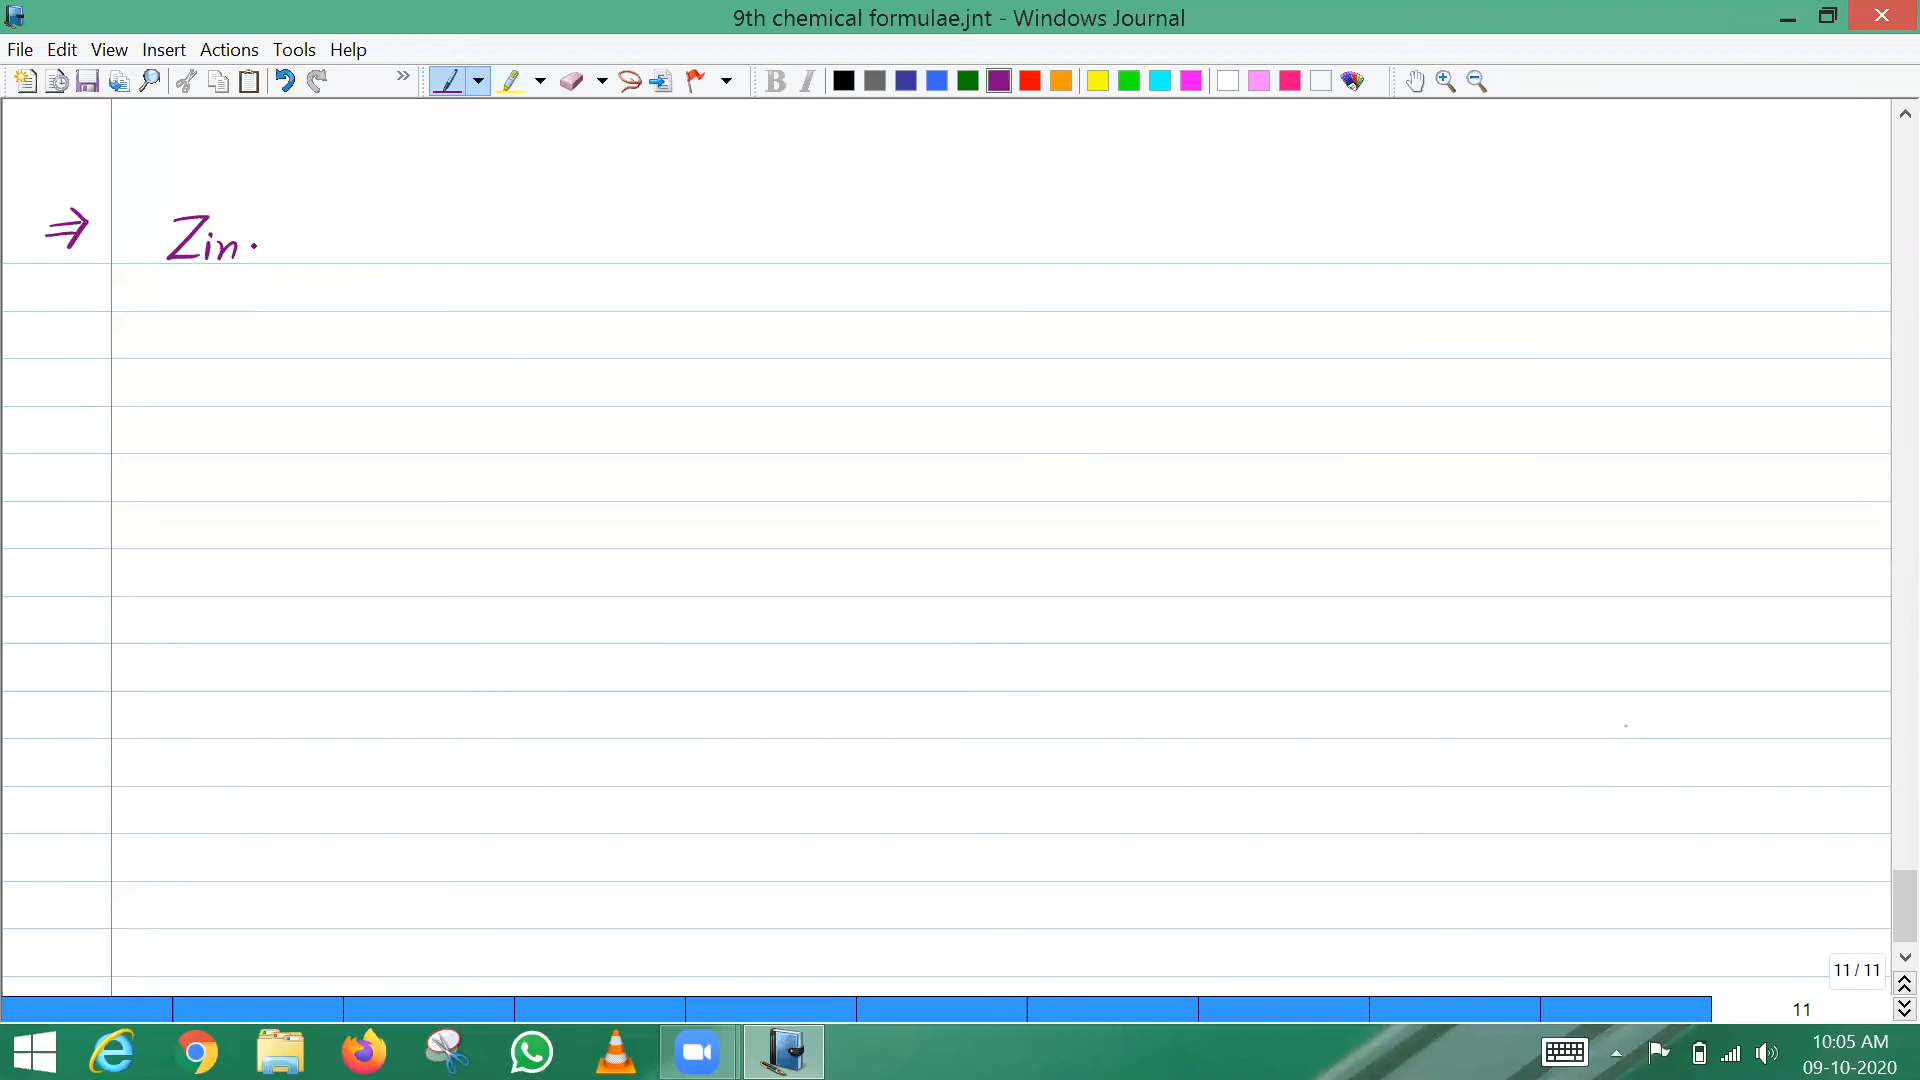 9th chemical formulae.jnt - Windows Journal
File Edit View Insert Actions Tools Help
⇒ Zin
11 / 11
11
10:05 AM
09-10-2020